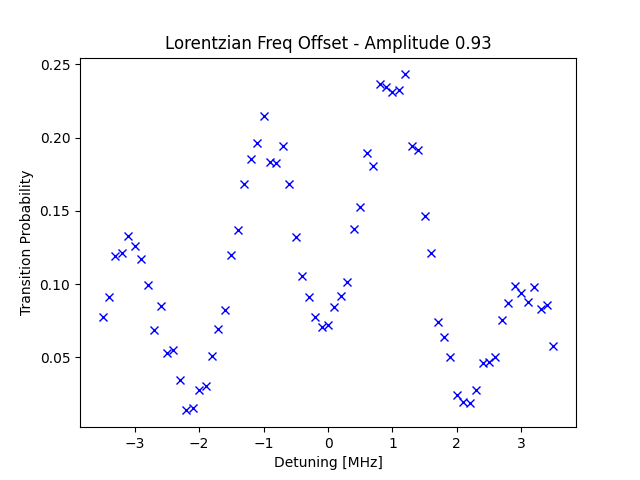 Lorentzian Freq Offset - Amplitude 0.93
0.25
0.20
0.15
0.10
0.05
Transition Probability
−3 −2 −1 0 1 2 3
Detuning [MHz]